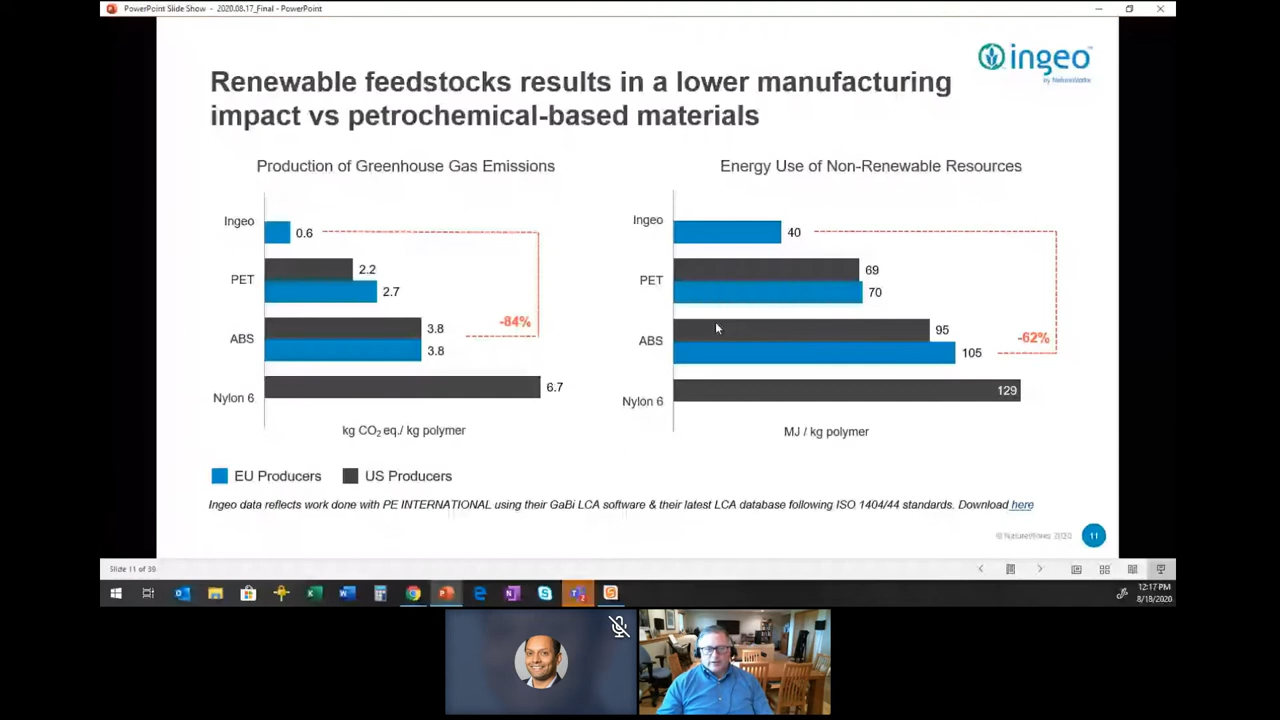 PowerPoint Slide Show - 2020.08.17_Final - PowerPoint
ingeo
by NatureWorks
Renewable feedstocks results in a lower manufacturing
impact vs petrochemical-based materials
Production of Greenhouse Gas Emissions
Ingeo
0.6
PET
2.2
2.7
ABS
3.8
3.8
-84%
Nylon 6
6.7
kg CO₂ eq./ kg polymer
Energy Use of Non-Renewable Resources
Ingeo
40
PET
69
70
ABS
95
105
-62%
Nylon 6
129
MJ / kg polymer
EU Producers
US Producers
Ingeo data reflects work done with PE INTERNATIONAL using their GaBi LCA software & their latest LCA database following ISO 1404/44 standards. Download here
© NatureWorks 2020
11
Slide 11 of 39
12:17 PM
8/18/2020